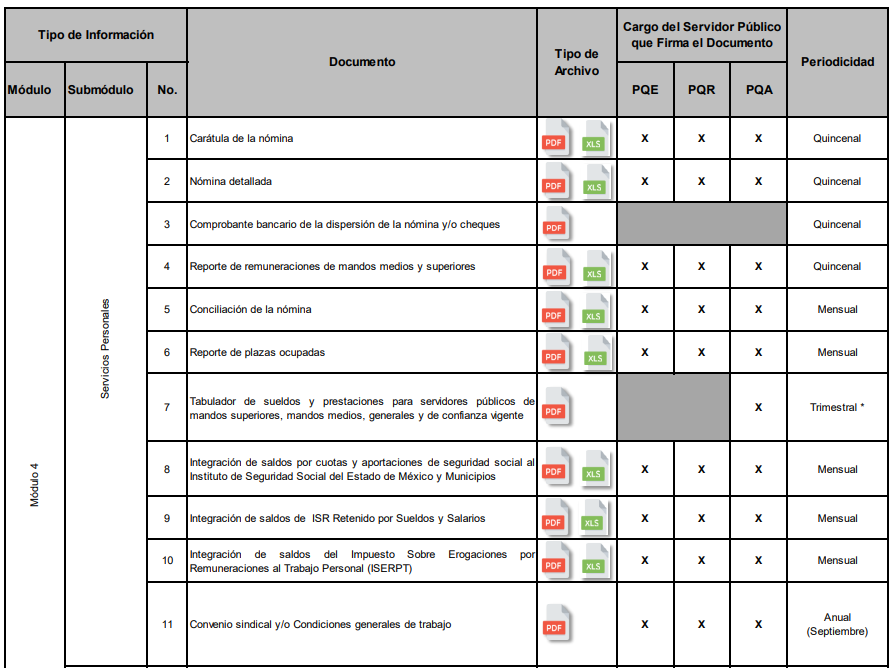 Tipo de Información
Documento
Tipo de
Archivo
Cargo del Servidor Público
que Firma el Documento
Periodicidad
Módulo
Submódulo
No.
PQE
PQR
PQA
Módulo 4
Servicios Personales
1
Carátula de la nómina
PDF
XLS
X
X
X
Quincenal
2
Nómina detallada
PDF
XLS
X
X
X
Quincenal
3
Comprobante bancario de la dispersión de la nómina y/o cheques
PDF
Quincenal
4
Reporte de remuneraciones de mandos medios y superiores
PDF
XLS
X
X
X
Quincenal
5
Conciliación de la nómina
PDF
XLS
X
X
X
Mensual
6
Reporte de plazas ocupadas
PDF
XLS
X
X
X
Mensual
7
Tabulador de sueldos y prestaciones para servidores públicos de
mandos superiores, mandos medios, generales y de confianza vigente
PDF
X
Trimestral *
8
Integración de saldos por cuotas y aportaciones de seguridad social al
Instituto de Seguridad Social del Estado de México y Municipios
PDF
XLS
X
X
X
Mensual
9
Integración de saldos de ISR Retenido por Sueldos y Salarios
PDF
XLS
X
X
X
Mensual
10
Integración de saldos del Impuesto Sobre Erogaciones por
Remuneraciones al Trabajo Personal (ISERPT)
PDF
XLS
X
X
X
Mensual
11
Convenio sindical y/o Condiciones generales de trabajo
PDF
X
X
X
Anual
(Septiembre)